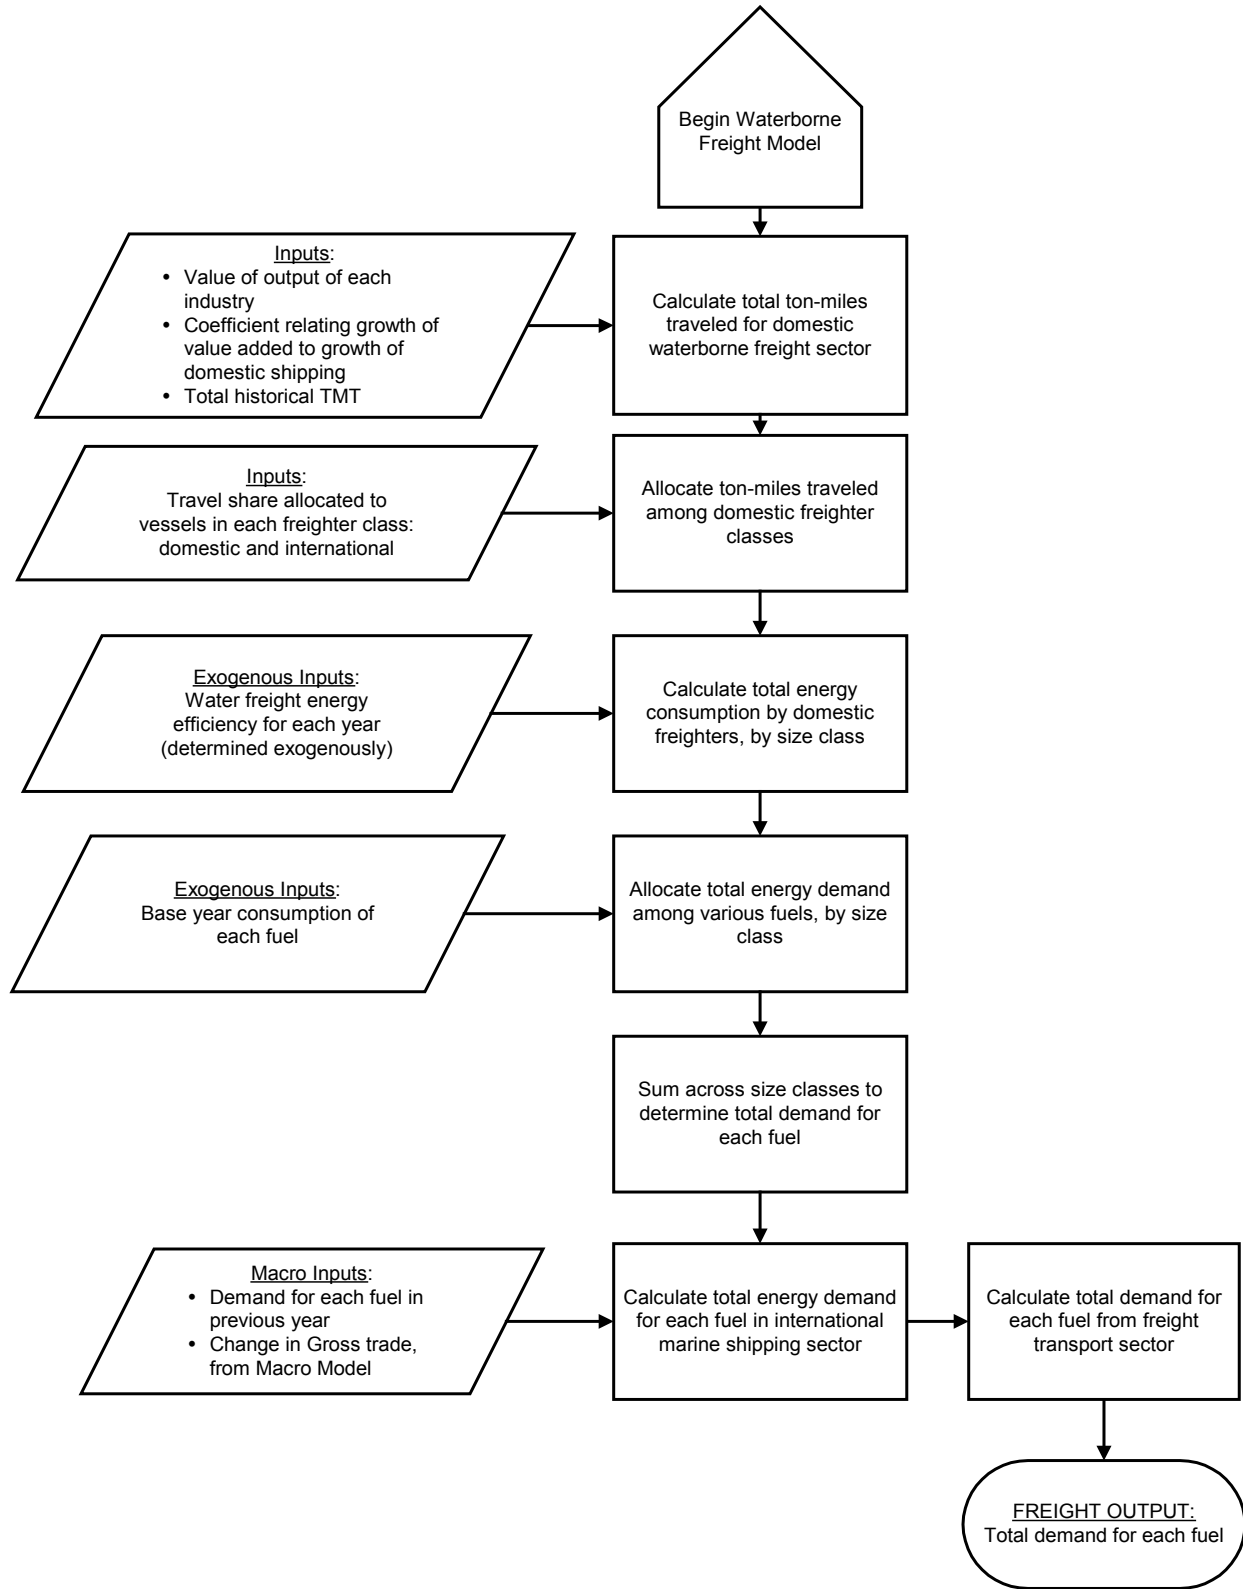 Begin Waterborne
Freight Model
Inputs:
• Value of output of each
industry
• Coefficient relating growth of
value added to growth of
domestic shipping
• Total historical TMT
Calculate total ton-miles
traveled for domestic
waterborne freight sector
Inputs:
Travel share allocated to
vessels in each freighter class:
domestic and international
Allocate ton-miles traveled
among domestic freighter
classes
Exogenous Inputs:
Water freight energy
efficiency for each year
(determined exogenously)
Calculate total energy
consumption by domestic
freighters, by size class
Exogenous Inputs:
Base year consumption of
each fuel
Allocate total energy demand
among various fuels, by size
class
Sum across size classes to
determine total demand for
each fuel
Macro Inputs:
• Demand for each fuel in
previous year
• Change in Gross trade,
from Macro Model
Calculate total energy demand
for each fuel in international
marine shipping sector
Calculate total demand for
each fuel from freight
transport sector
FREIGHT OUTPUT:
Total demand for each fuel